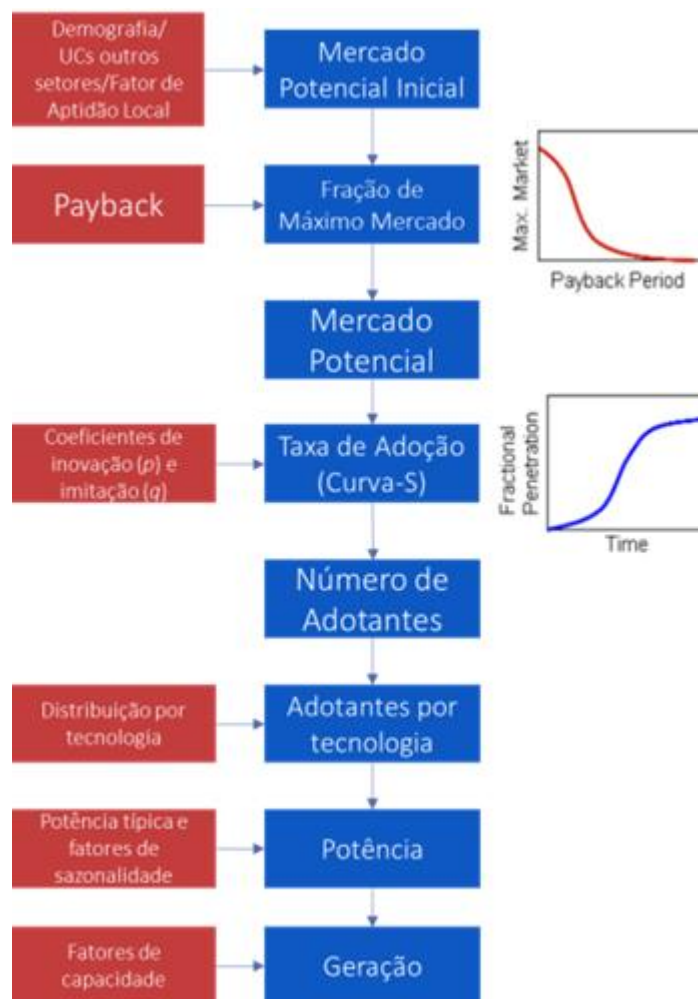 Demografia/
UCs outros
setores/Fator de
Aptidão Local
Mercado
Potencial Inicial
Payback
Fração de
Máximo Mercado
Max. Market
Payback Period
Mercado
Potencial
Coeficientes de
inovação (p) e
imitação (q)
Taxa de Adoção
(Curva-S)
Fractional
Penetration
Time
Número de
Adotantes
Distribuição por
tecnologia
Adotantes por
tecnologia
Potência típica e
fatores de
sazonalidade
Potência
Fatores de
capacidade
Geração